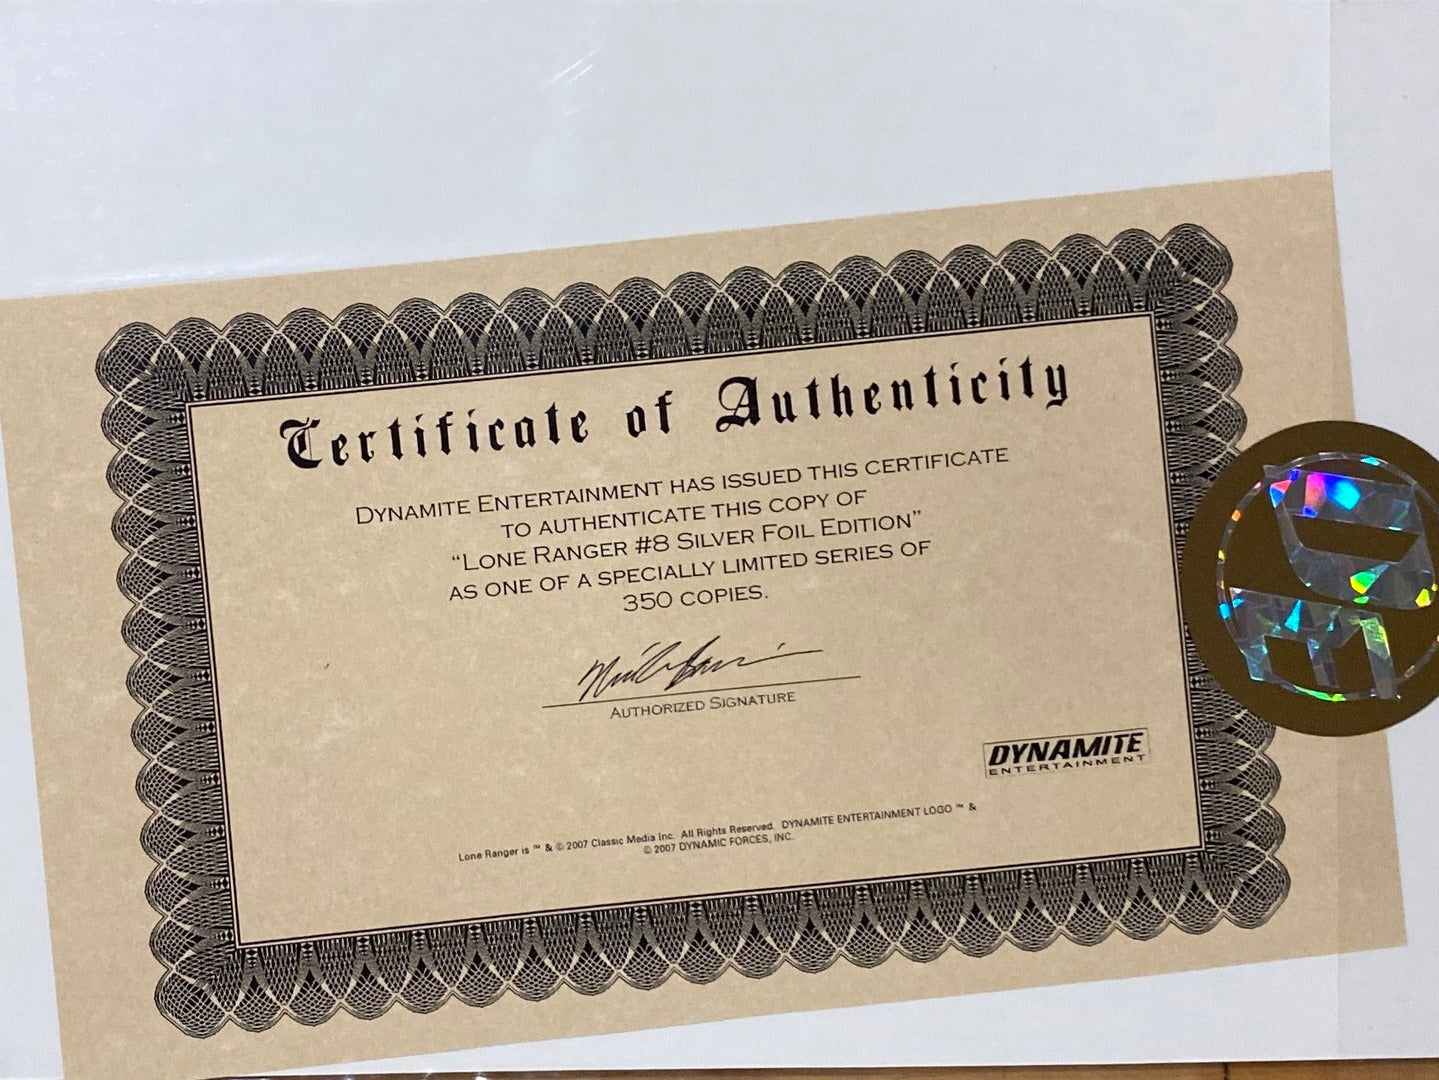 Certificate of Authenticity
DYNAMITE ENTERTAINMENT HAS ISSUED THIS CERTIFICATE
TO AUTHENTICATE THIS COPY OF
“LONE RANGER #8 SILVER FOIL EDITION”
AS ONE OF A SPECIALLY LIMITED SERIES OF
350 COPIES.
AUTHORIZED SIGNATURE
DYNAMITE
ENTERTAINMENT
Lone Ranger is ™ & © 2007 Classic Media Inc. All Rights Reserved. DYNAMITE ENTERTAINMENT LOGO ™ &
© 2007 DYNAMIC FORCES, INC.